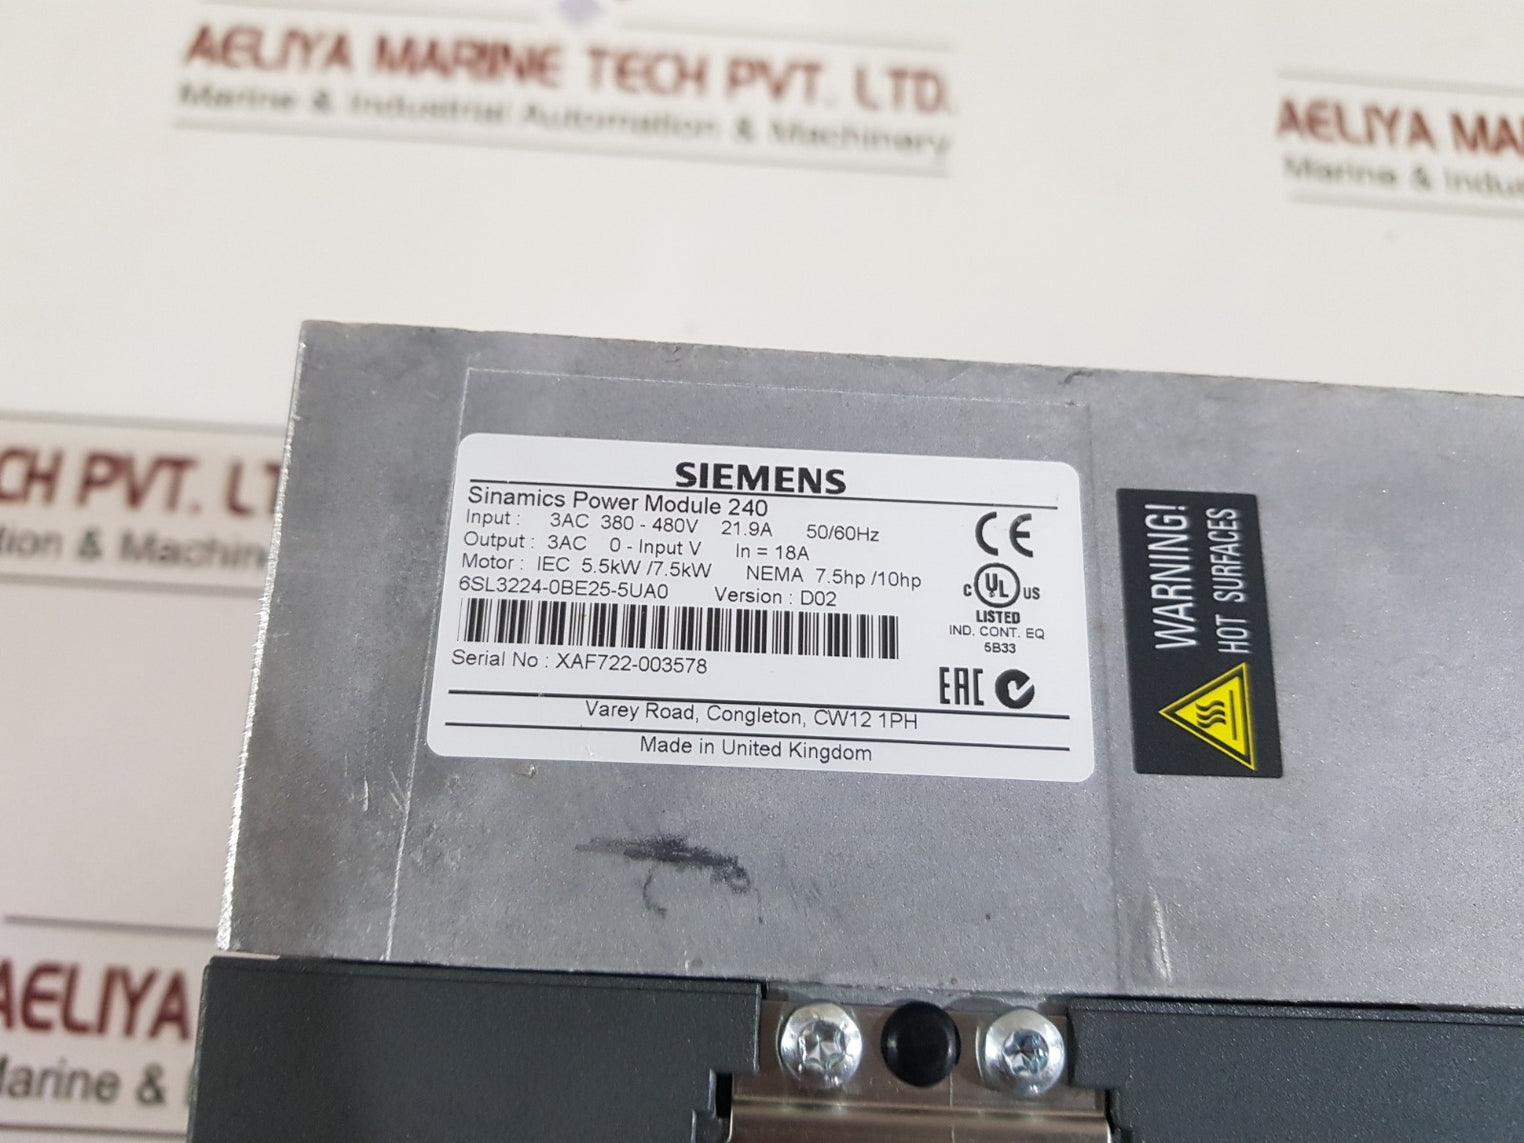 AELIYA MARINE TECH PVT. LTD.
Marine & Industrial Automation & Machinery
AELIYA MA
Marine & Indus
CH PVT. LT
tion & Machin
AELIYA
Marine &
SIEMENS
Sinamics Power Module 240
Input : 3AC 380 - 480V 21.9A 50/60Hz
Output : 3AC 0 - Input V In = 18A
Motor : IEC 5.5kW /7.5kW NEMA 7.5hp /10hp
6SL3224-0BE25-5UA0 Version : D02
Serial No : XAF722-003578
CE
c UL US
LISTED
IND. CONT. EQ
5B33
EAC
Varey Road, Congleton, CW12 1PH
Made in United Kingdom
WARNING!
HOT SURFACES